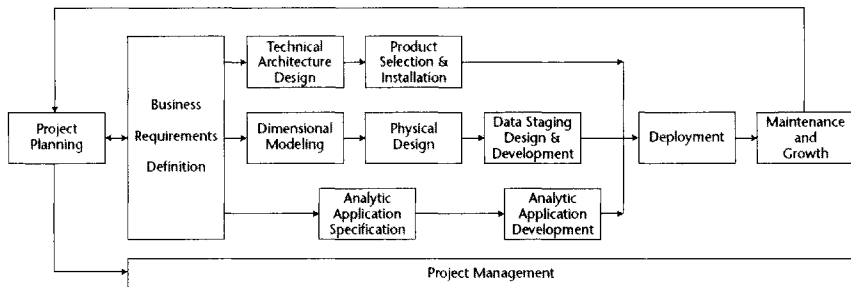 Technical
Architecture
Design
Product
Selection &
Installation
Business
Requirements
Definition
Project
Planning
Dimensional
Modeling
Physical
Design
Data Staging
Design &
Development
Deployment
Maintenance
and
Growth
Analytic
Application
Specification
Analytic
Application
Development
Project Management